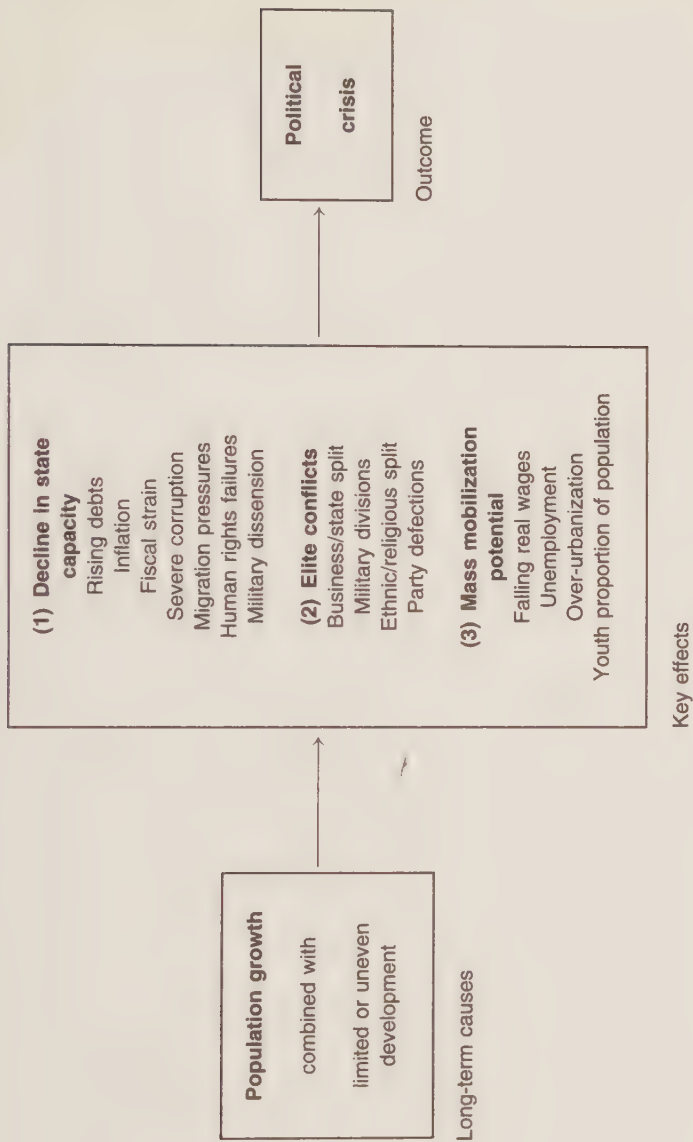 Population growth
combined with
limited or uneven
development
Long-term causes
(1) Decline in state
capacity
Rising debts
Inflation
Fiscal strain
Severe corruption
Migration pressures
Human rights failures
Military dissension
(2) Elite conflicts
Business/state split
Military divisions
Ethnic/religious split
Party defections
(3) Mass mobilization
potential
Falling real wages
Unemployment
Over-urbanization
Youth proportion of population
Key effects
Political
crisis
Outcome